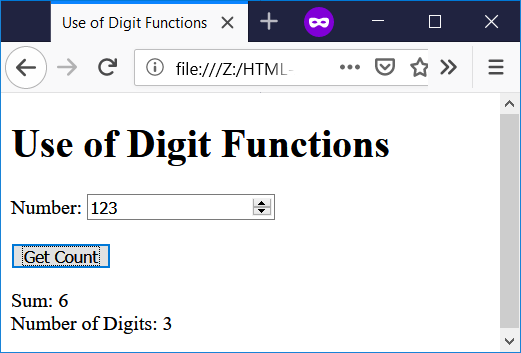 Use of Digit Functions
file:///Z:/HTML-
Use of Digit Functions
Number: 123
Get Count
Sum: 6
Number of Digits: 3